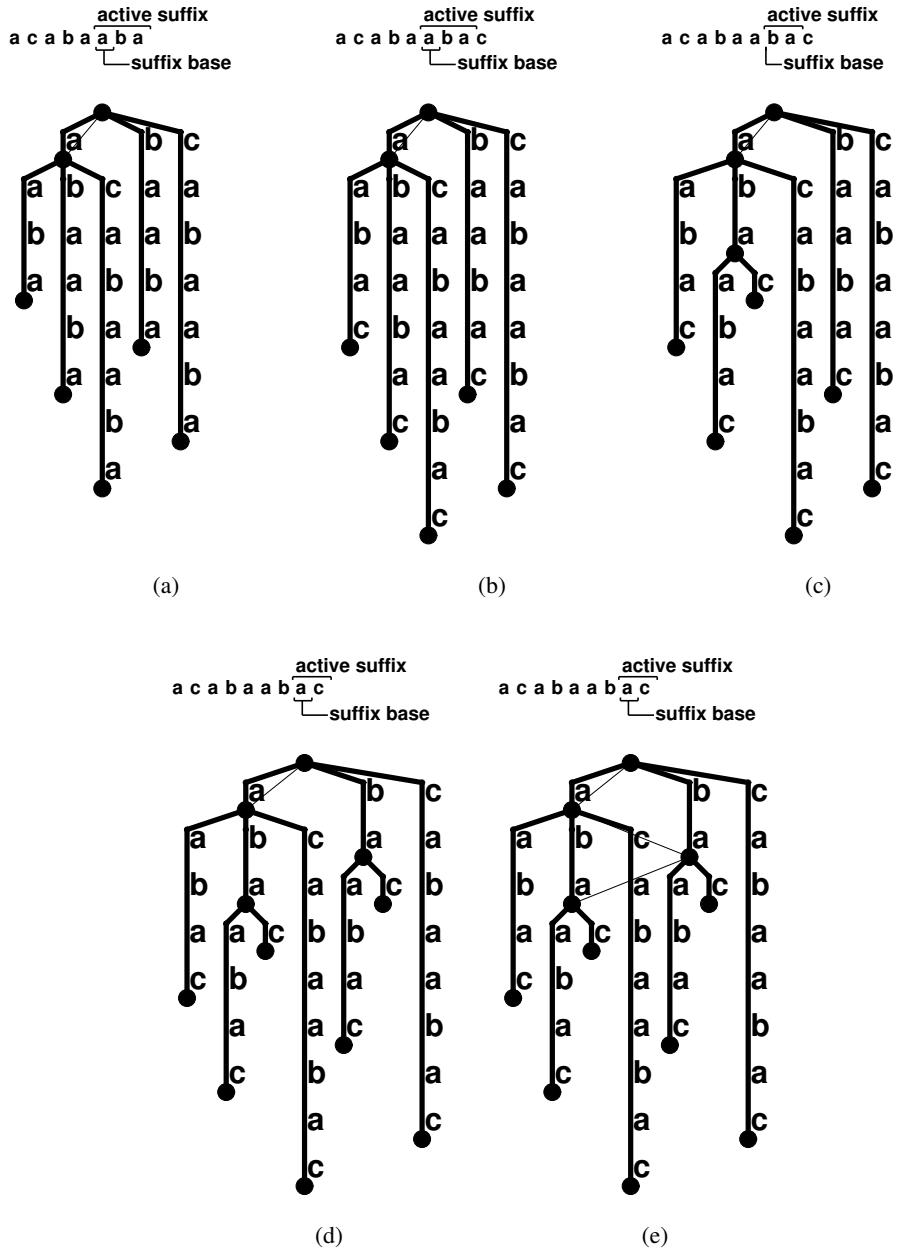 active suffix
a c a b a a b a
suffix base
a b c
a b c a a
b a a a b
a a b b a
b a a a
a a b
b a
a
(a)
active suffix
a c a b a a b a c
suffix base
a b c
a b c a a
b a a a b
a a b b a
c b a a a
a a c b
c b a
a c
c
(b)
active suffix
a c a b a a b a c
suffix base
a b c
a b c a a
b a a a b
a a c b b a
c b a a a
a a c b
c b a
a c
c
(c)
active suffix
a c a b a a b a c
suffix base
a b c
a b c a a
b a a a c b
a a c b b a
c b a a a
a a c b
c b a
a c
c
(d)
active suffix
a c a b a a b a c
suffix base
a b c
a b c a a
b a a a c b
a a c b b a
c b a a a
a a c b
c b a
a c
c
(e)